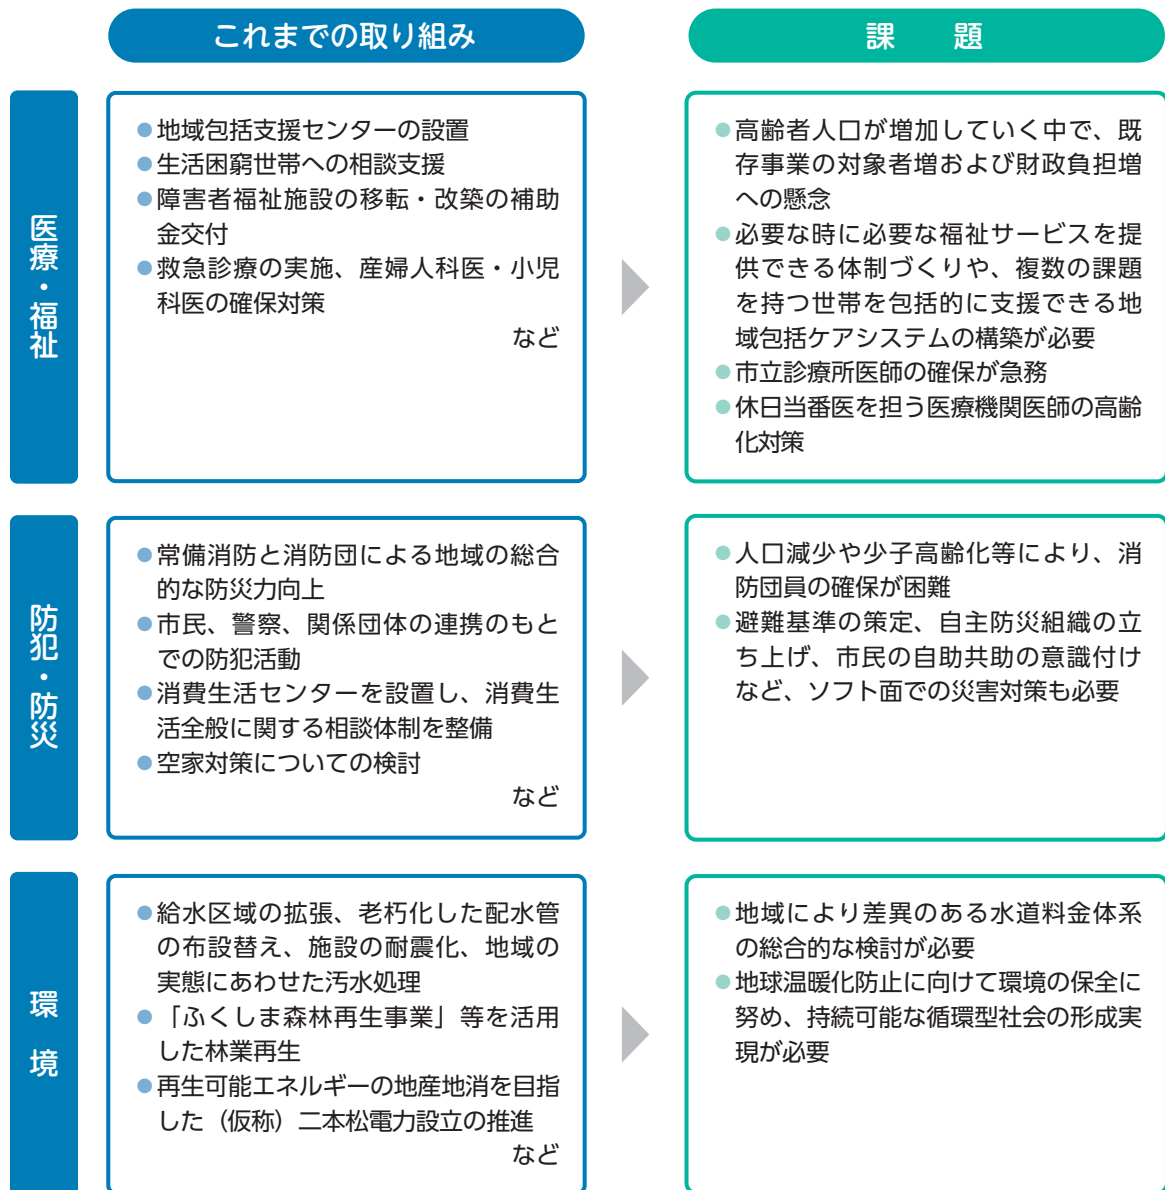 これまでの取り組み
課　題
医療・福祉
●地域包括支援センターの設置
●生活困窮世帯への相談支援
●障害者福祉施設の移転・改築の補助
金交付
●救急診療の実施、産婦人科医・小児
科医の確保対策
など
●高齢者人口が増加していく中で、既
存事業の対象者増および財政負担増
への懸念
●必要な時に必要な福祉サービスを提
供できる体制づくりや、複数の課題
を持つ世帯を包括的に支援できる地
域包括ケアシステムの構築が必要
●市立診療所医師の確保が急務
●休日当番医を担う医療機関医師の高齢
化対策
防犯・防災
●常備消防と消防団による地域の総合
的な防災力向上
●市民、警察、関係団体の連携のもと
での防犯活動
●消費生活センターを設置し、消費生
活全般に関する相談体制を整備
●空家対策についての検討
など
●人口減少や少子高齢化等により、消
防団員の確保が困難
●避難基準の策定、自主防災組織の立
ち上げ、市民の自助共助の意識付け
など、ソフト面での災害対策も必要
環　境
●給水区域の拡張、老朽化した配水管
の布設替え、施設の耐震化、地域の
実態にあわせた汚水処理
●「ふくしま森林再生事業」等を活用
した林業再生
●再生可能エネルギーの地産地消を目指
した（仮称）二本松電力設立の推進
など
●地域により差異のある水道料金体系
の総合的な検討が必要
●地球温暖化防止に向けて環境の保全に
努め、持続可能な循環型社会の形成実
現が必要